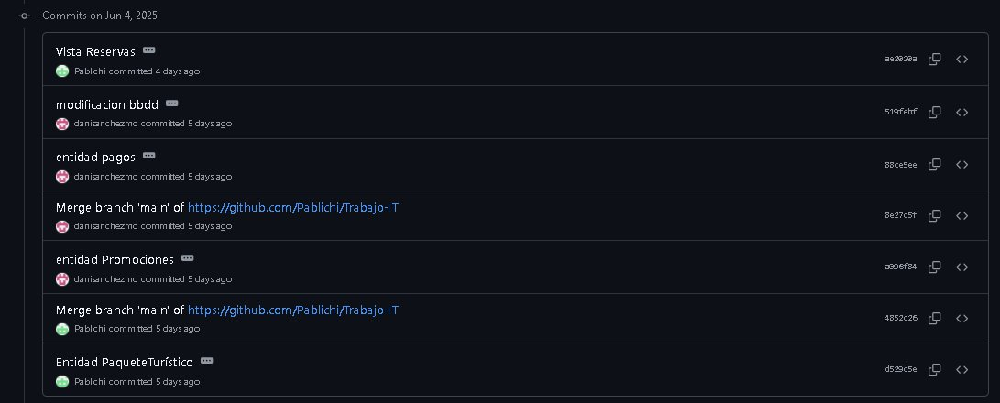 Commits on Jun 4, 2025
Vista Reservas
Pablichi committed 4 days ago
ae2020a
modificacion bbdd
danisanchezmc committed 5 days ago
519febf
entidad pagos
danisanchezmc committed 5 days ago
88ce5ee
Merge branch 'main' of https://github.com/Pablichi/Trabajo-IT
danisanchezmc committed 5 days ago
8e27c5f
entidad Promociones
danisanchezmc committed 5 days ago
a096f84
Merge branch 'main' of https://github.com/Pablichi/Trabajo-IT
Pablichi committed 5 days ago
4852d26
Entidad PaqueteTurístico
Pablichi committed 5 days ago
d529d5e